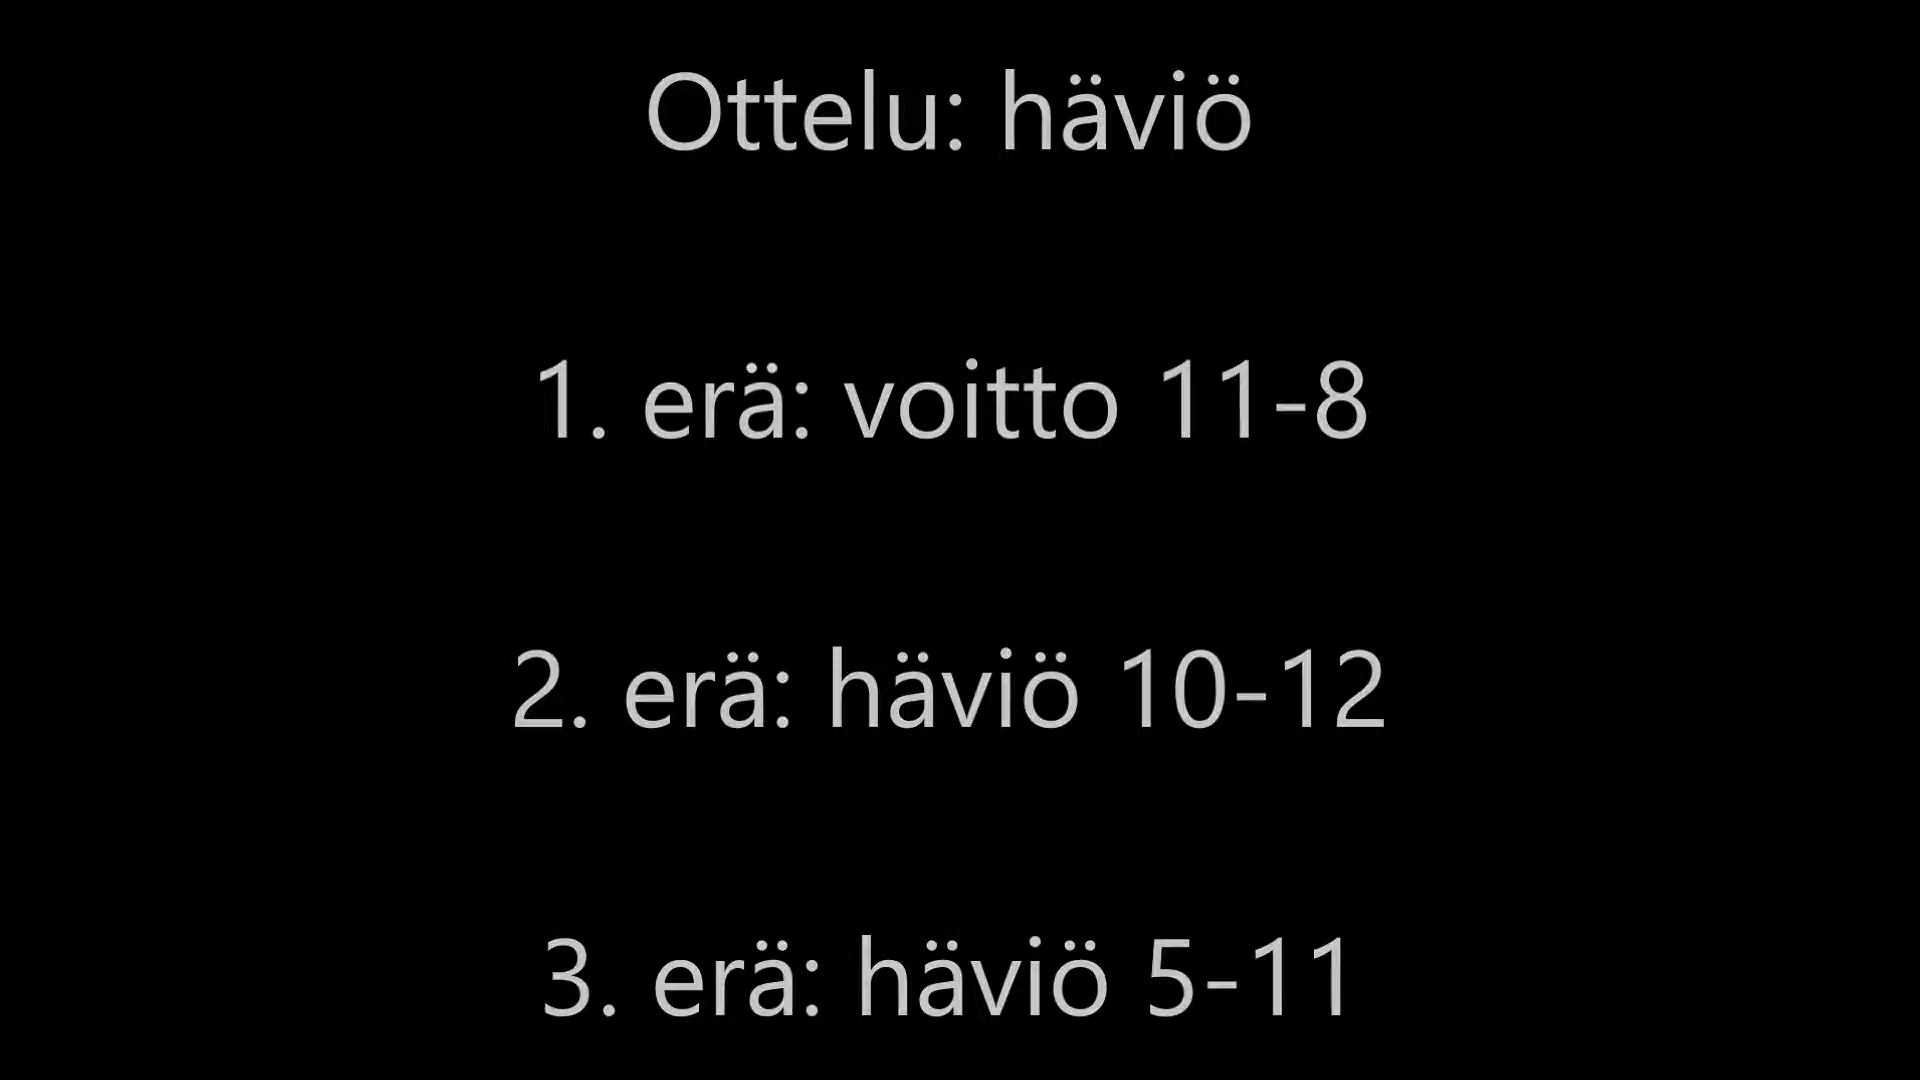 Ottelu: häviö
1. erä: voitto 11-8
2. erä: häviö 10-12
3. erä: häviö 5-11